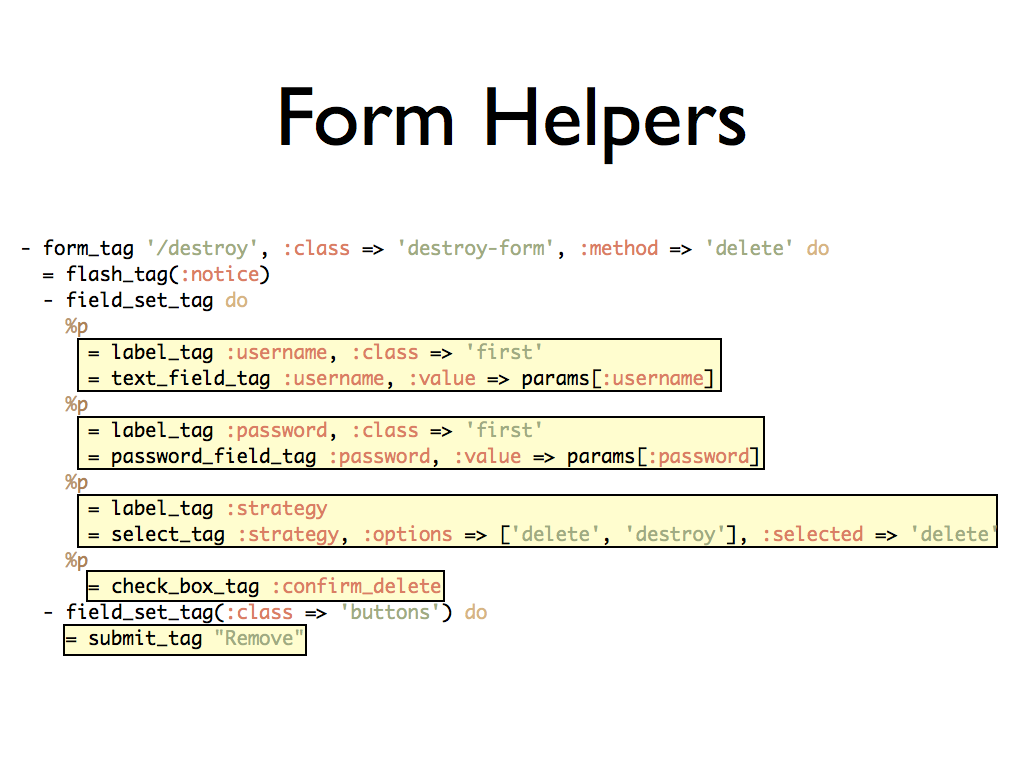 Form Helpers
- form_tag '/destroy', :class => 'destroy-form', :method => 'delete' do
  = flash_tag(:notice)
  - field_set_tag do
    %p
      = label_tag :username, :class => 'first'
      = text_field_tag :username, :value => params[:username]
    %p
      = label_tag :password, :class => 'first'
      = password_field_tag :password, :value => params[:password]
    %p
      = label_tag :strategy
      = select_tag :strategy, :options => ['delete', 'destroy'], :selected => 'delete'
    %p
      = check_box_tag :confirm_delete
  - field_set_tag(:class => 'buttons') do
    = submit_tag "Remove"